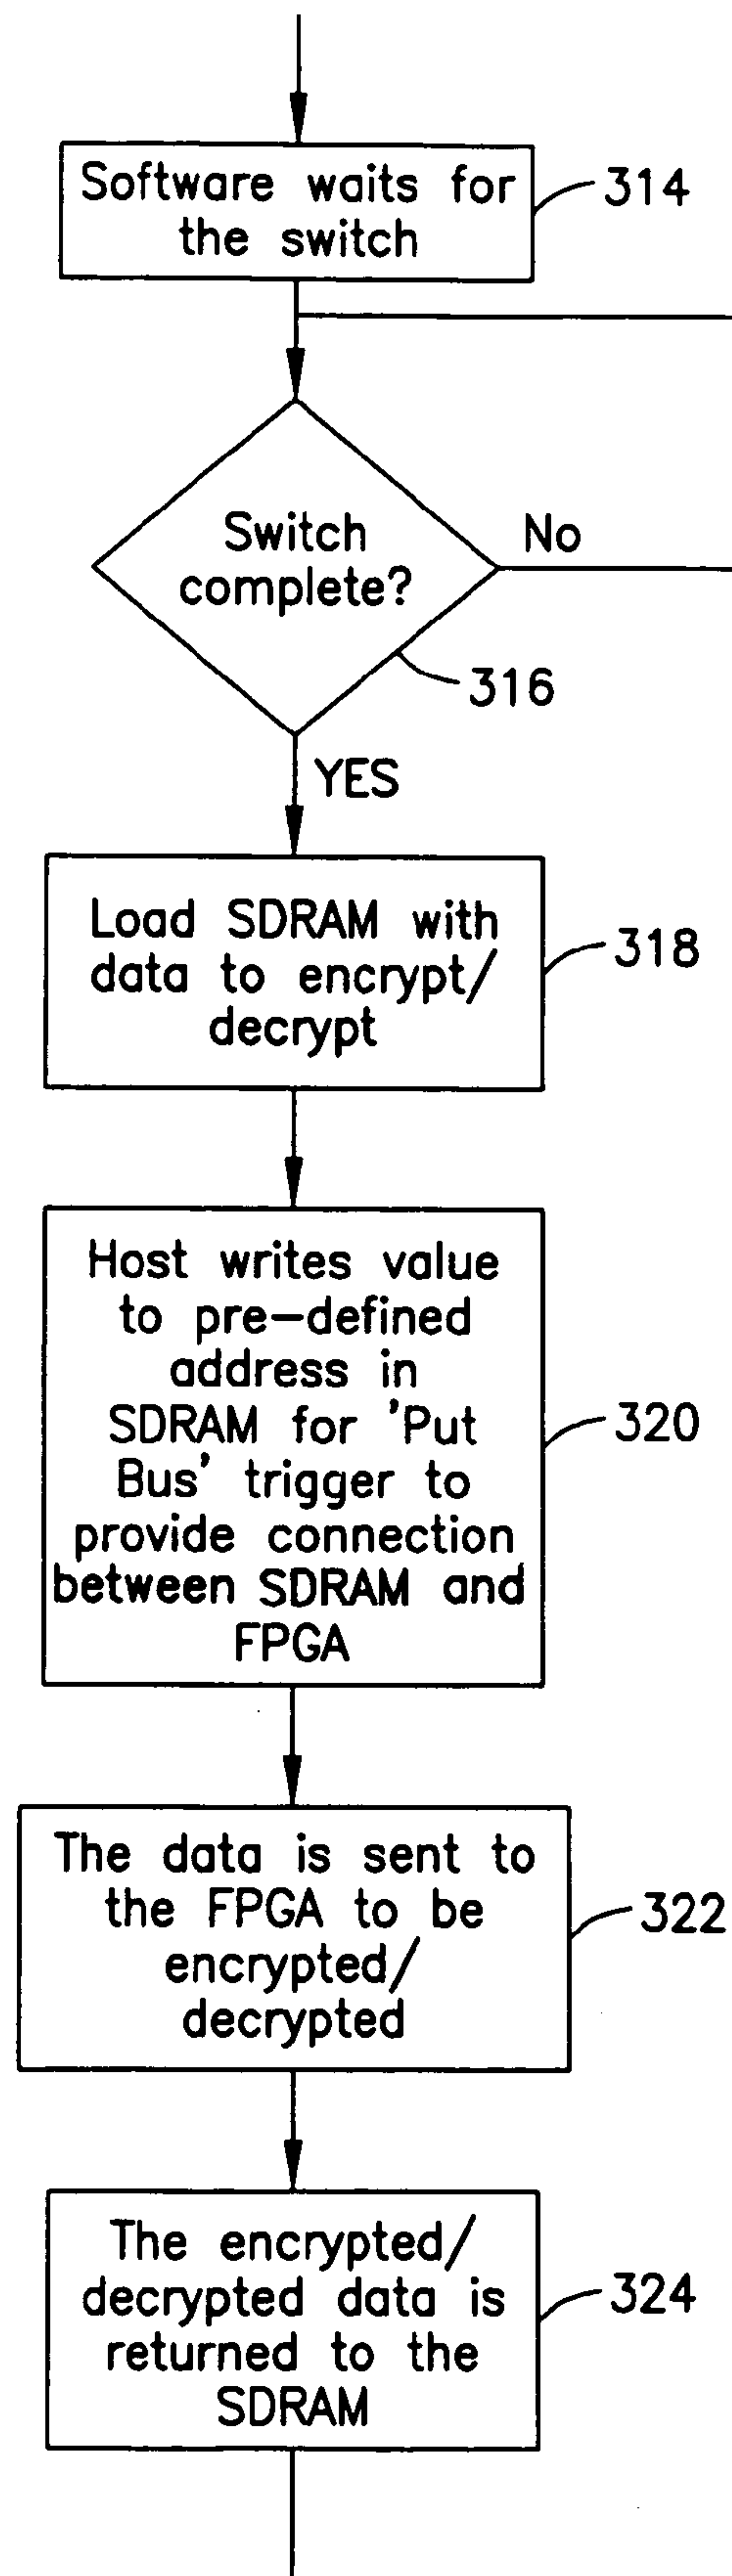 Software waits for
the switch
314
Switch
complete?
No
316
YES
Load SDRAM with
data to encrypt/
decrypt
318
Host writes value
to pre-defined
address in
SDRAM for 'Put
Bus' trigger to
provide connection
between SDRAM and
FPGA
320
The data is sent to
the FPGA to be
encrypted/
decrypted
322
The encrypted/
decrypted data is
returned to the
SDRAM
324